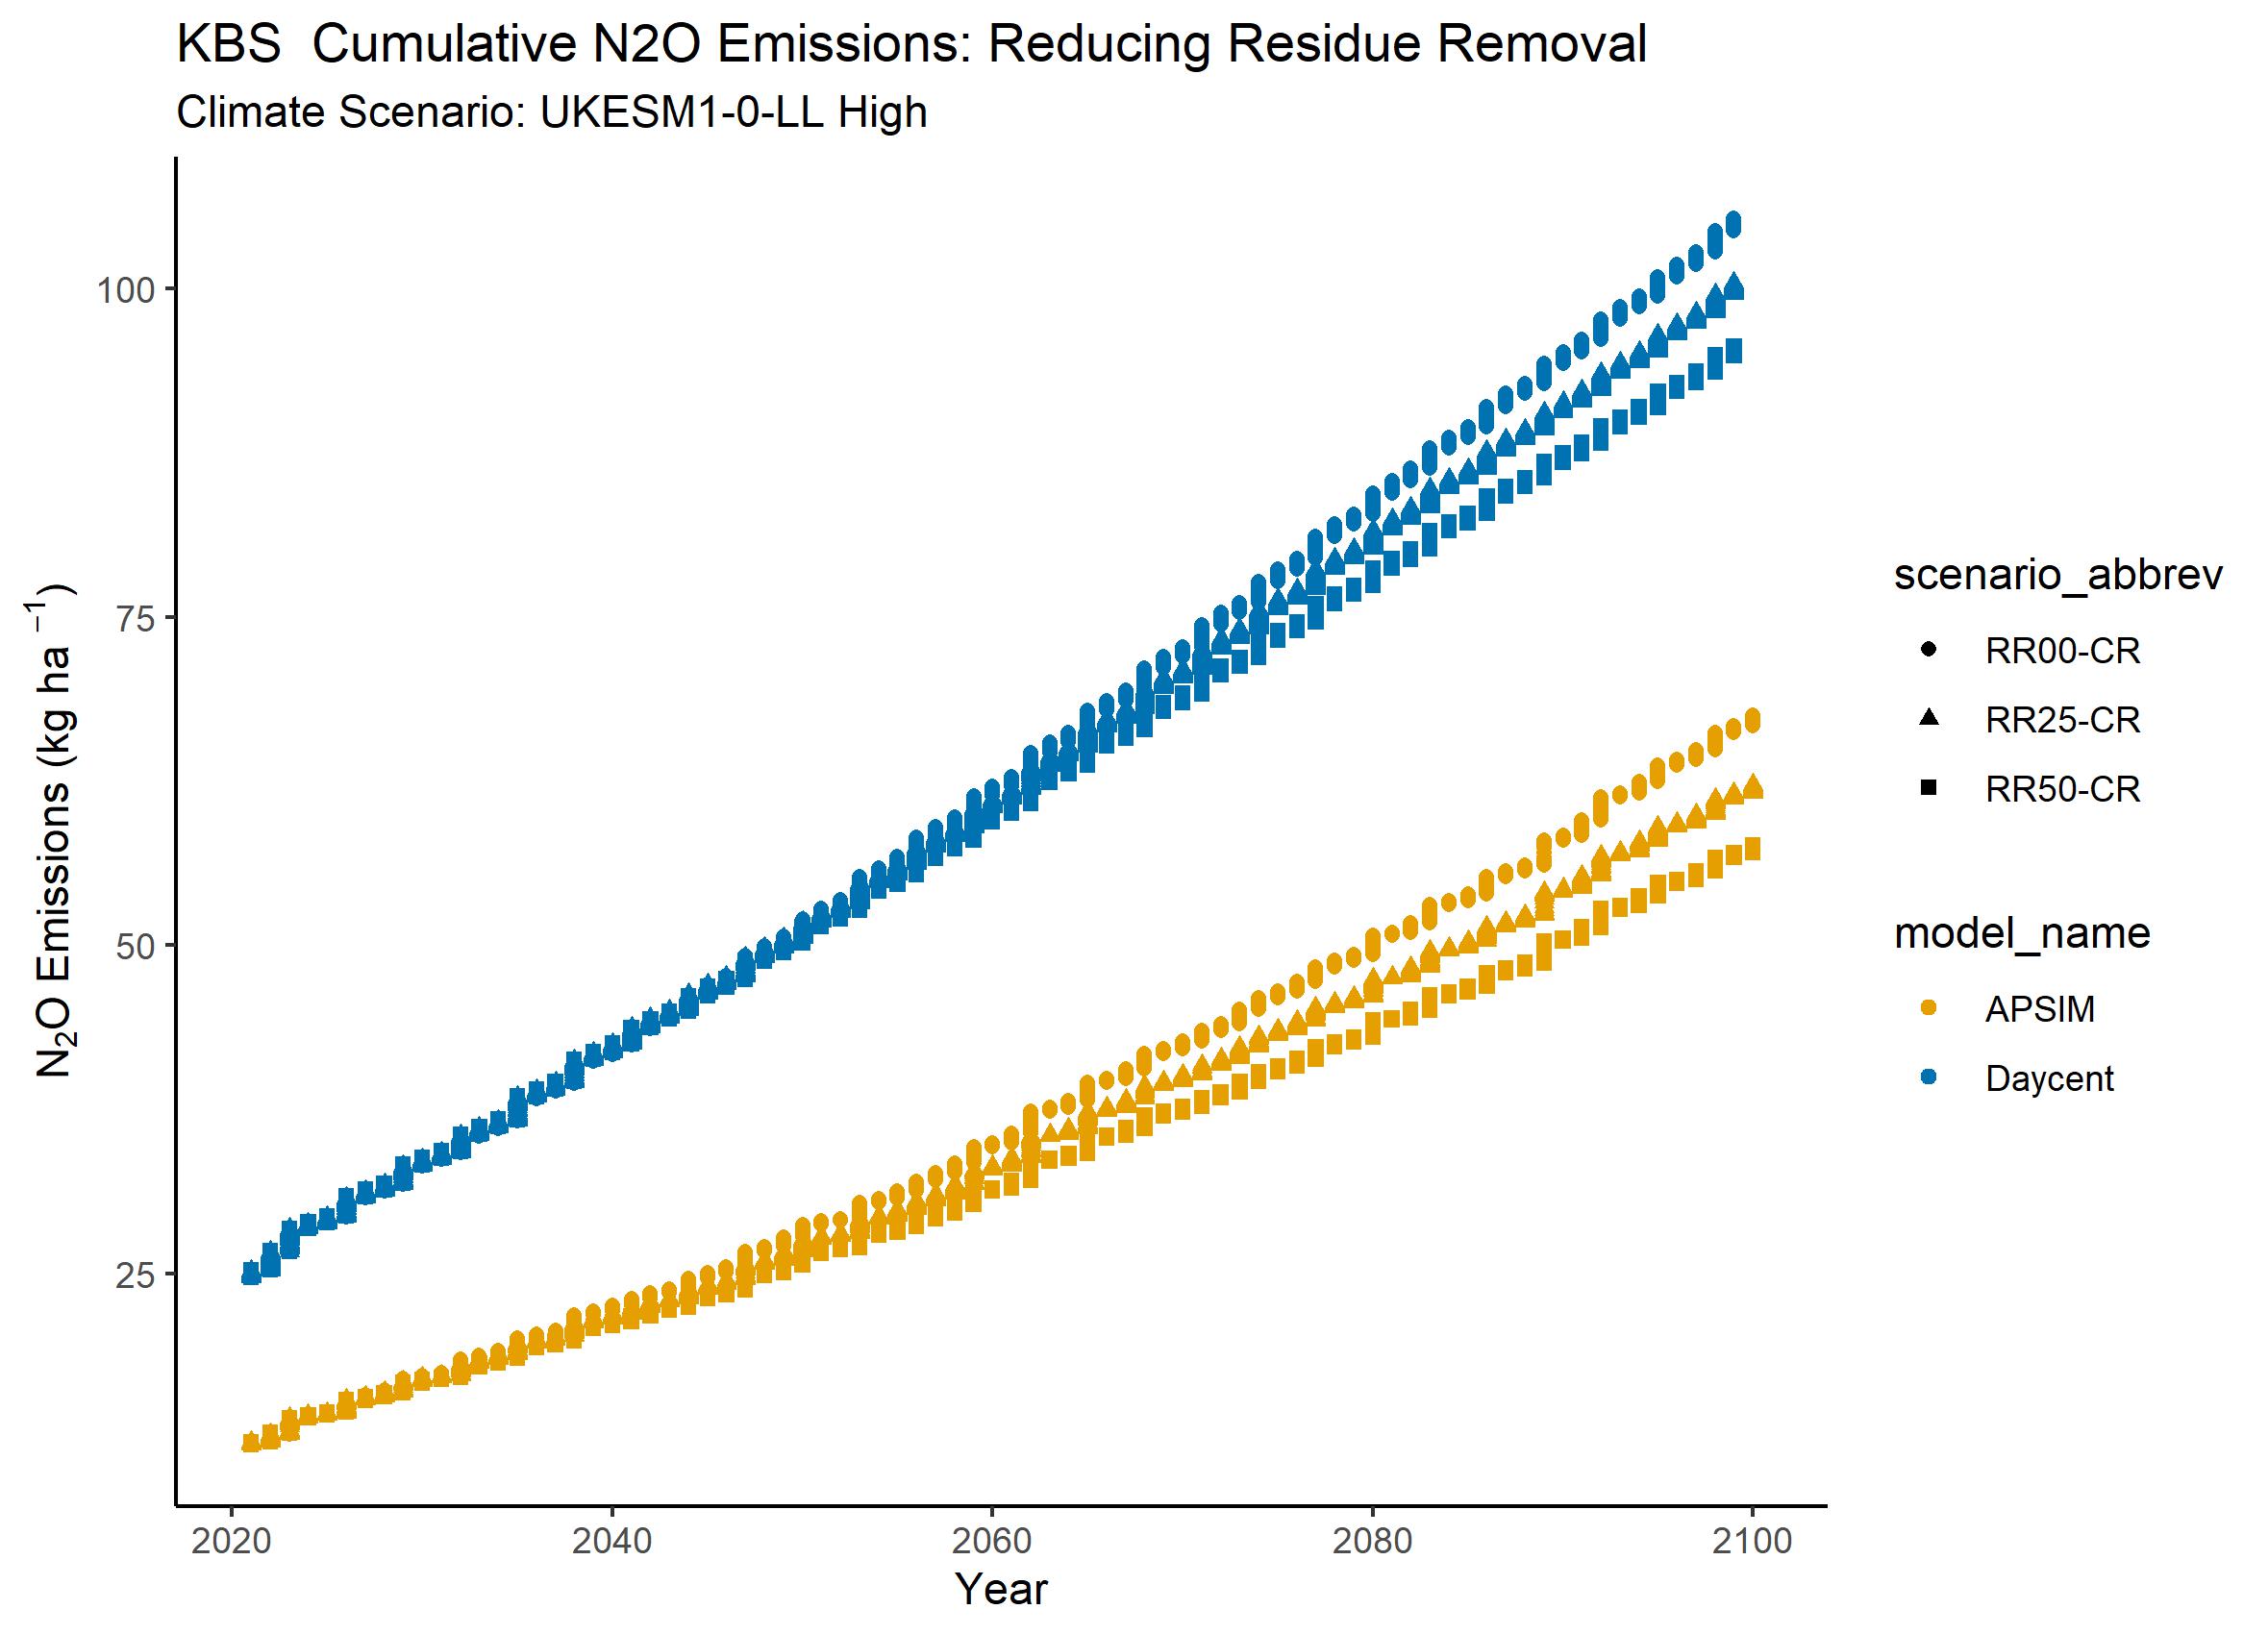 KBS  Cumulative N2O Emissions: Reducing Residue Removal
Climate Scenario: UKESM1-0-LL High
N₂O Emissions (kg ha ⁻¹)
100
75
50
25
2020 2040 2060 2080 2100
Year
scenario_abbrev
RR00-CR
RR25-CR
RR50-CR
model_name
APSIM
Daycent